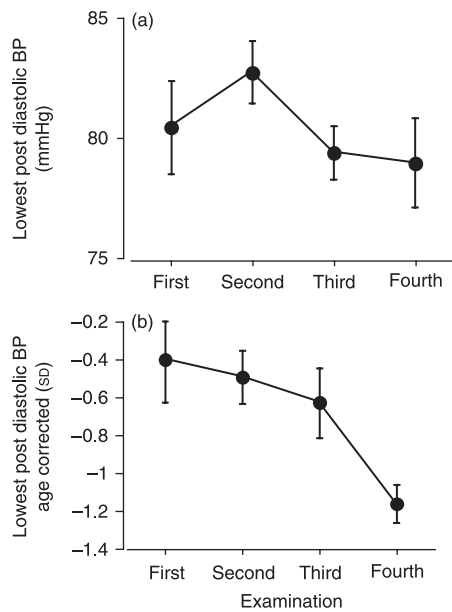 85
(a)
Lowest post diastolic BP
(mmHg)
80
75
First Second Third Fourth
−0.2
(b)
−0.4
Lowest post diastolic BP
age corrected (SD)
−0.6
−0.8
−1
−1.2
−1.4
First Second Third Fourth
Examination